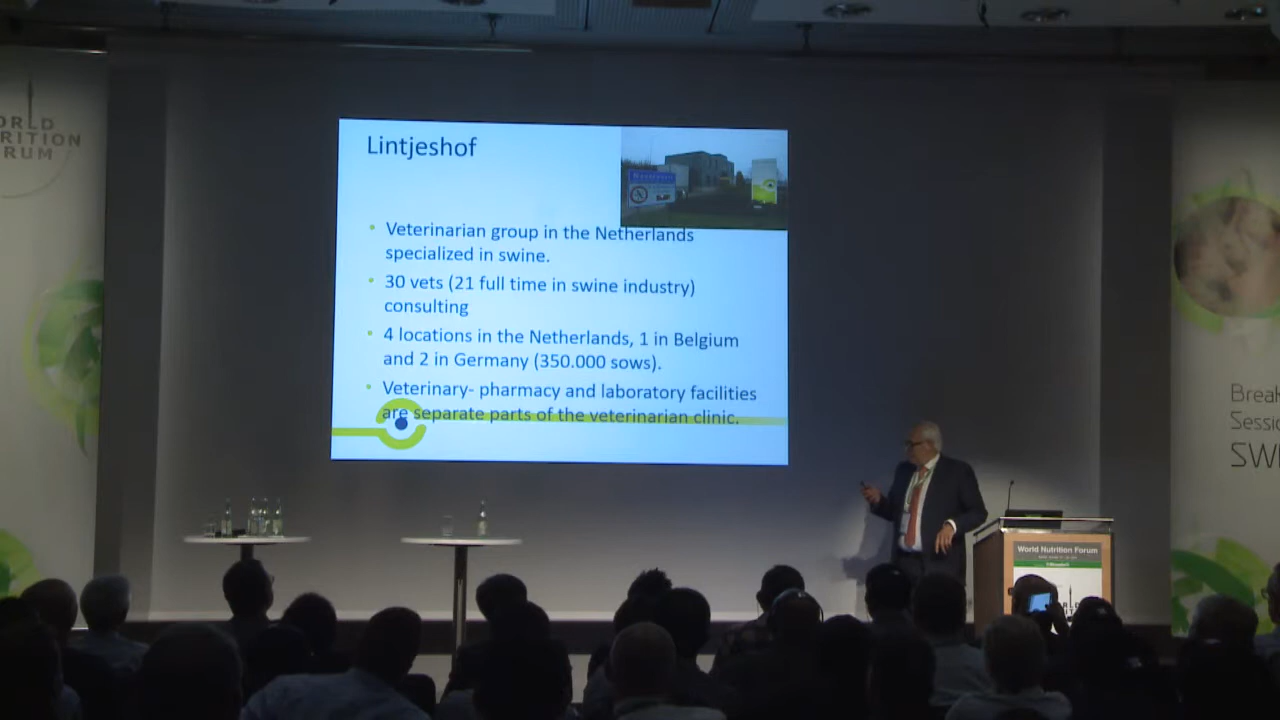 Lintjeshof
• Veterinarian group in the Netherlands
specialized in swine.
• 30 vets (21 full time in swine industry)
consulting
• 4 locations in the Netherlands, 1 in Belgium
and 2 in Germany (350.000 sows).
• Veterinary- pharmacy and laboratory facilities
are separate parts of the veterinarian clinic.
ORLD
RITION
RUM
Break
Sessi
SW
World Nutrition Forum